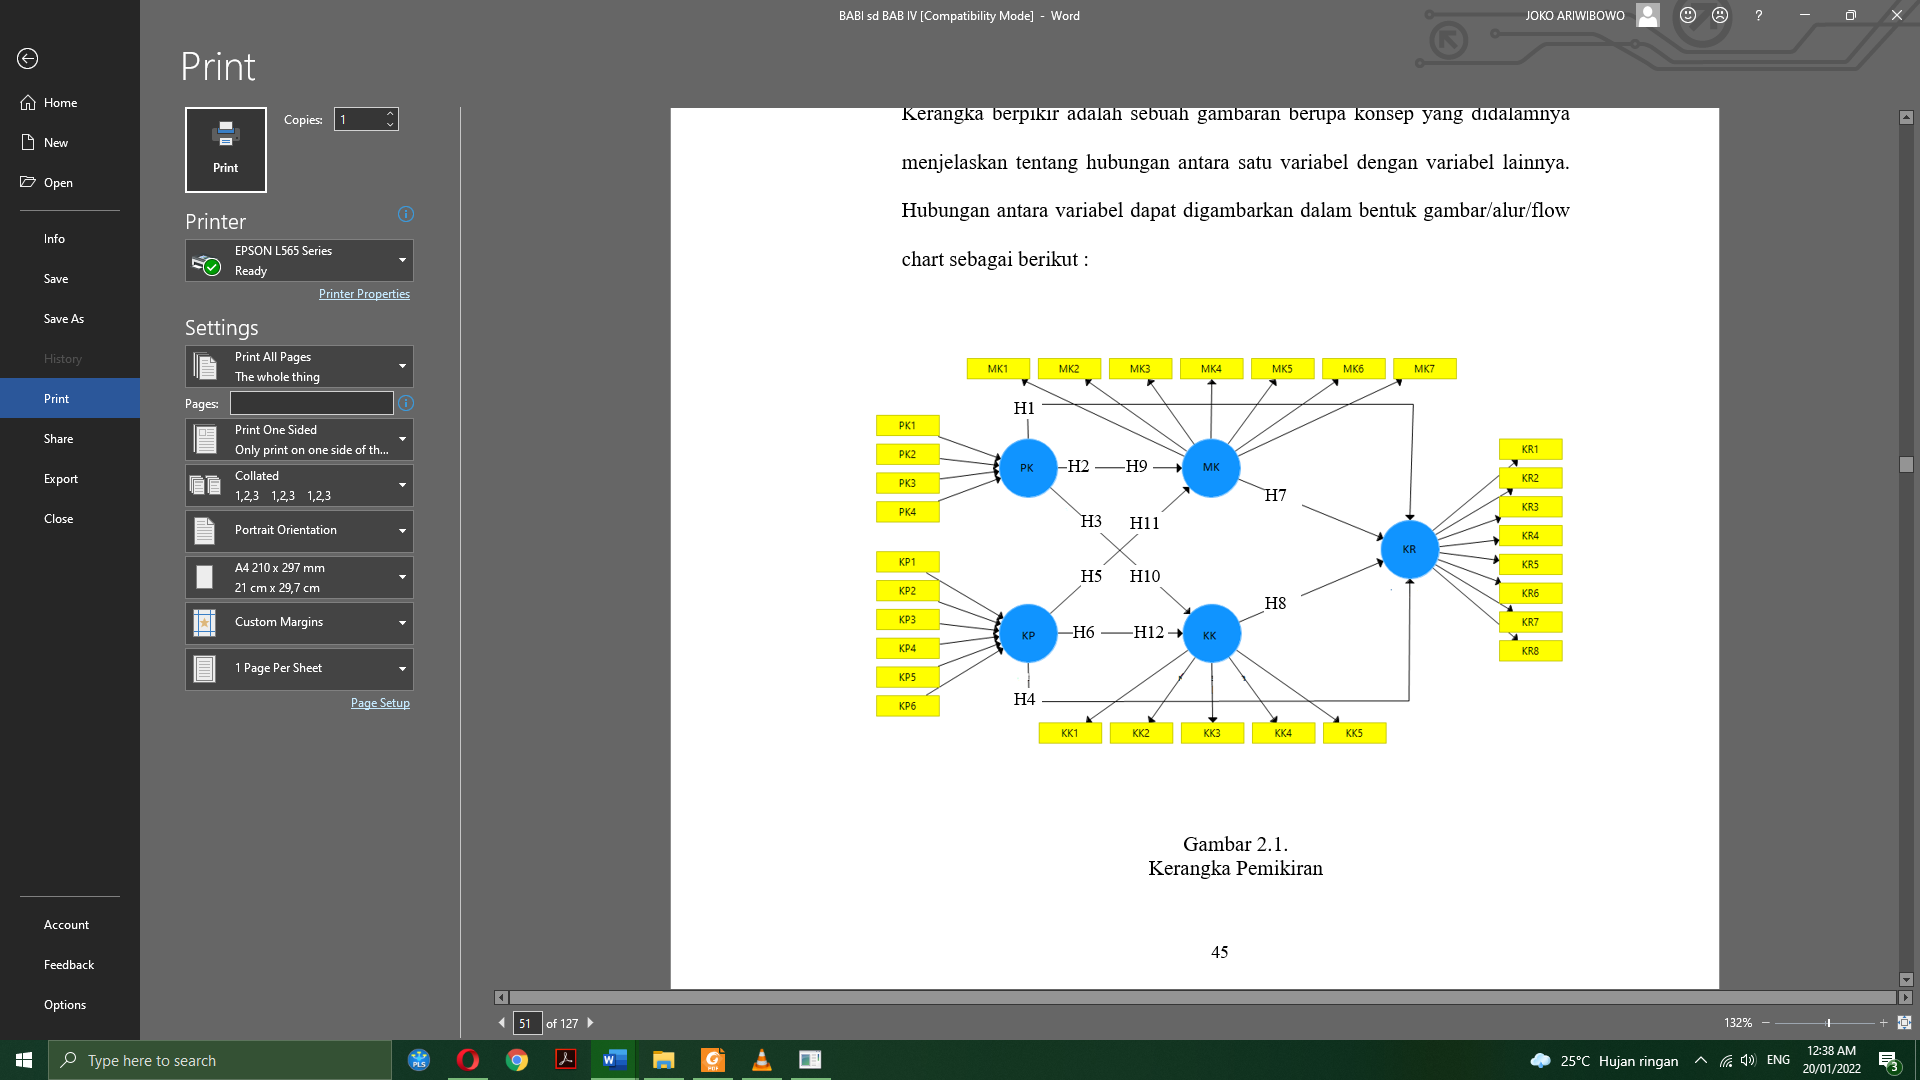 BABI sd BAB IV [Compatibility Mode] - Word
JOKO ARIWIBOWO
?
Home
New
Open
Info
Save
Save As
History
Print
Share
Export
Close
Account
Feedback
Options
Print
Print
Copies: 1
Printer
EPSON L565 Series
Ready
Printer Properties
Settings
Print All Pages
The whole thing
Pages:
Print One Sided
Only print on one side of th...
Collated
1,2,3 1,2,3 1,2,3
Portrait Orientation
A4 210 x 297 mm
21 cm x 29,7 cm
Custom Margins
1 Page Per Sheet
Page Setup
Kerangka berpikir adalah sebuah gambaran berupa konsep yang didalamnya
menjelaskan tentang hubungan antara satu variabel dengan variabel lainnya.
Hubungan antara variabel dapat digambarkan dalam bentuk gambar/alur/flow
chart sebagai berikut :
MK1 MK2 MK3 MK4 MK5 MK6 MK7
H1
PK1
PK2
PK3
PK4
PK
H2
H9
MK
H7
H3
H11
KR
KR1
KR2
KR3
KR4
KR5
KR6
KR7
KR8
KP1
KP2
KP3
KP4
KP5
KP6
H5
H10
H8
KP
H6
H12
KK
H4
KK1 KK2 KK3 KK4 KK5
Gambar 2.1.
Kerangka Pemikiran
45
51 of 127
132%
Type here to search
PLS
PDF
25°C Hujan ringan
ENG
12:38 AM
20/01/2022
3